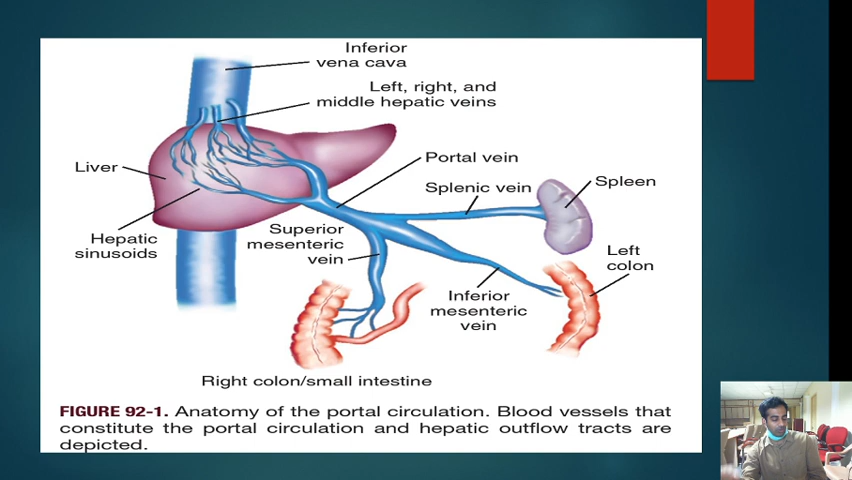 Inferior
vena cava
Left, right, and
middle hepatic veins
Portal vein
Liver
Splenic vein
Spleen
Superior
mesenteric
vein
Hepatic
sinusoids
Left
colon
Inferior
mesenteric
vein
Right colon/small intestine
FIGURE 92-1. Anatomy of the portal circulation. Blood vessels that
constitute the portal circulation and hepatic outflow tracts are
depicted.